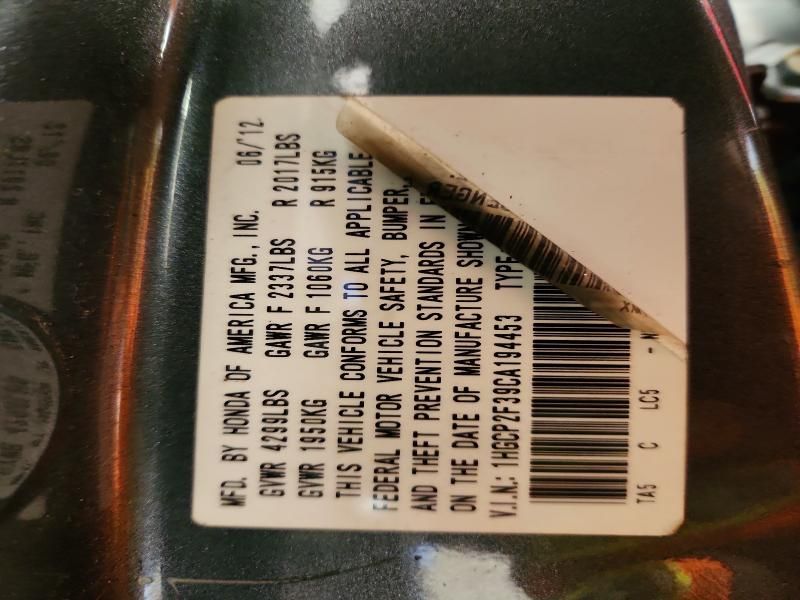 MFD. BY HONDA OF AMERICA MFG., INC. 06/'12
GVWR 4299LBS GAWR F 2337LBS R 2017LBS
GVWR 1950KG GAWR F 1060KG R 915KG
THIS VEHICLE CONFORMS TO ALL APPLICABLE
FEDERAL MOTOR VEHICLE SAFETY, BUMPER,
AND THEFT PREVENTION STANDARDS IN
ON THE DATE OF MANUFACTURE SHOWN
V.I.N.: 1HGCP2F39CA194453 TYPE
TA5 C LC5 -